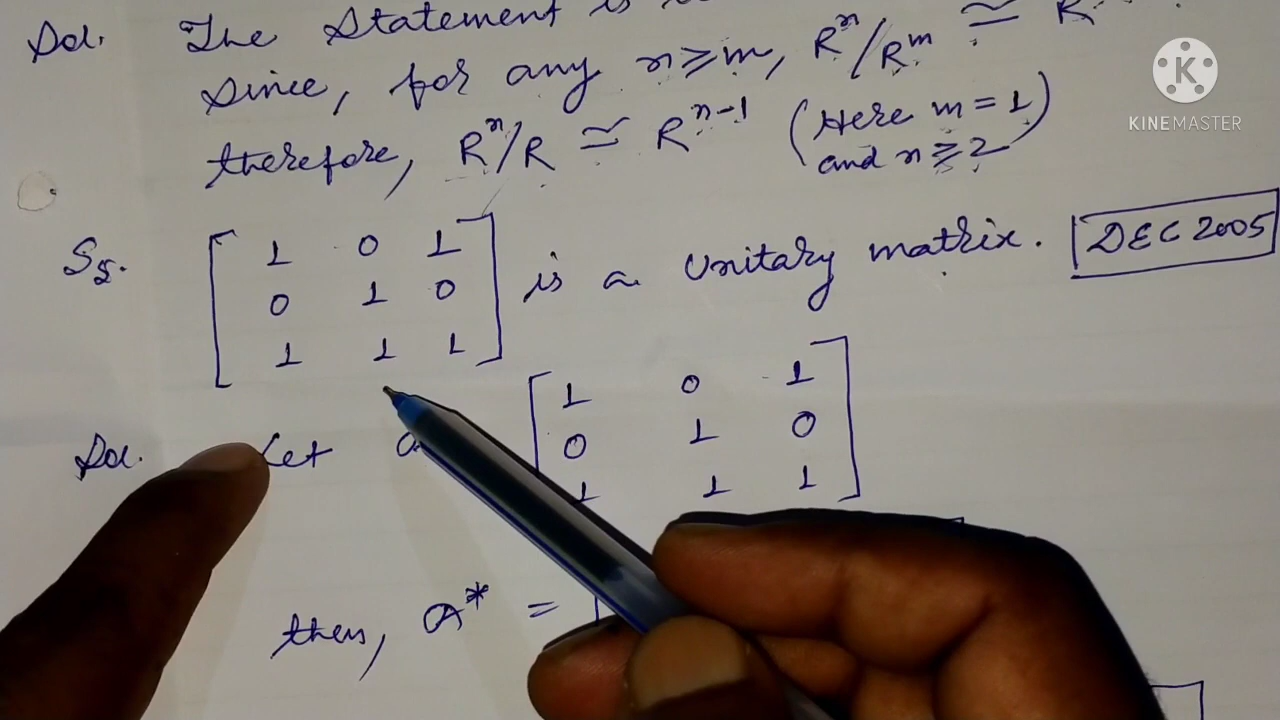 Sol. The Statement is
since, for any n ≥ m, Rⁿ/Rᵐ ≅ R
therefore, Rⁿ/R ≅ Rⁿ⁻¹ (Here m = 1 and n ≥ 2)
KINEMASTER
S5. [1 0 1
0 1 0
1 1 1] is a Unitary matrix. DEC 2005
Sol. Let
[1 0 1
0 1 0
1 1 1]
then, A* =